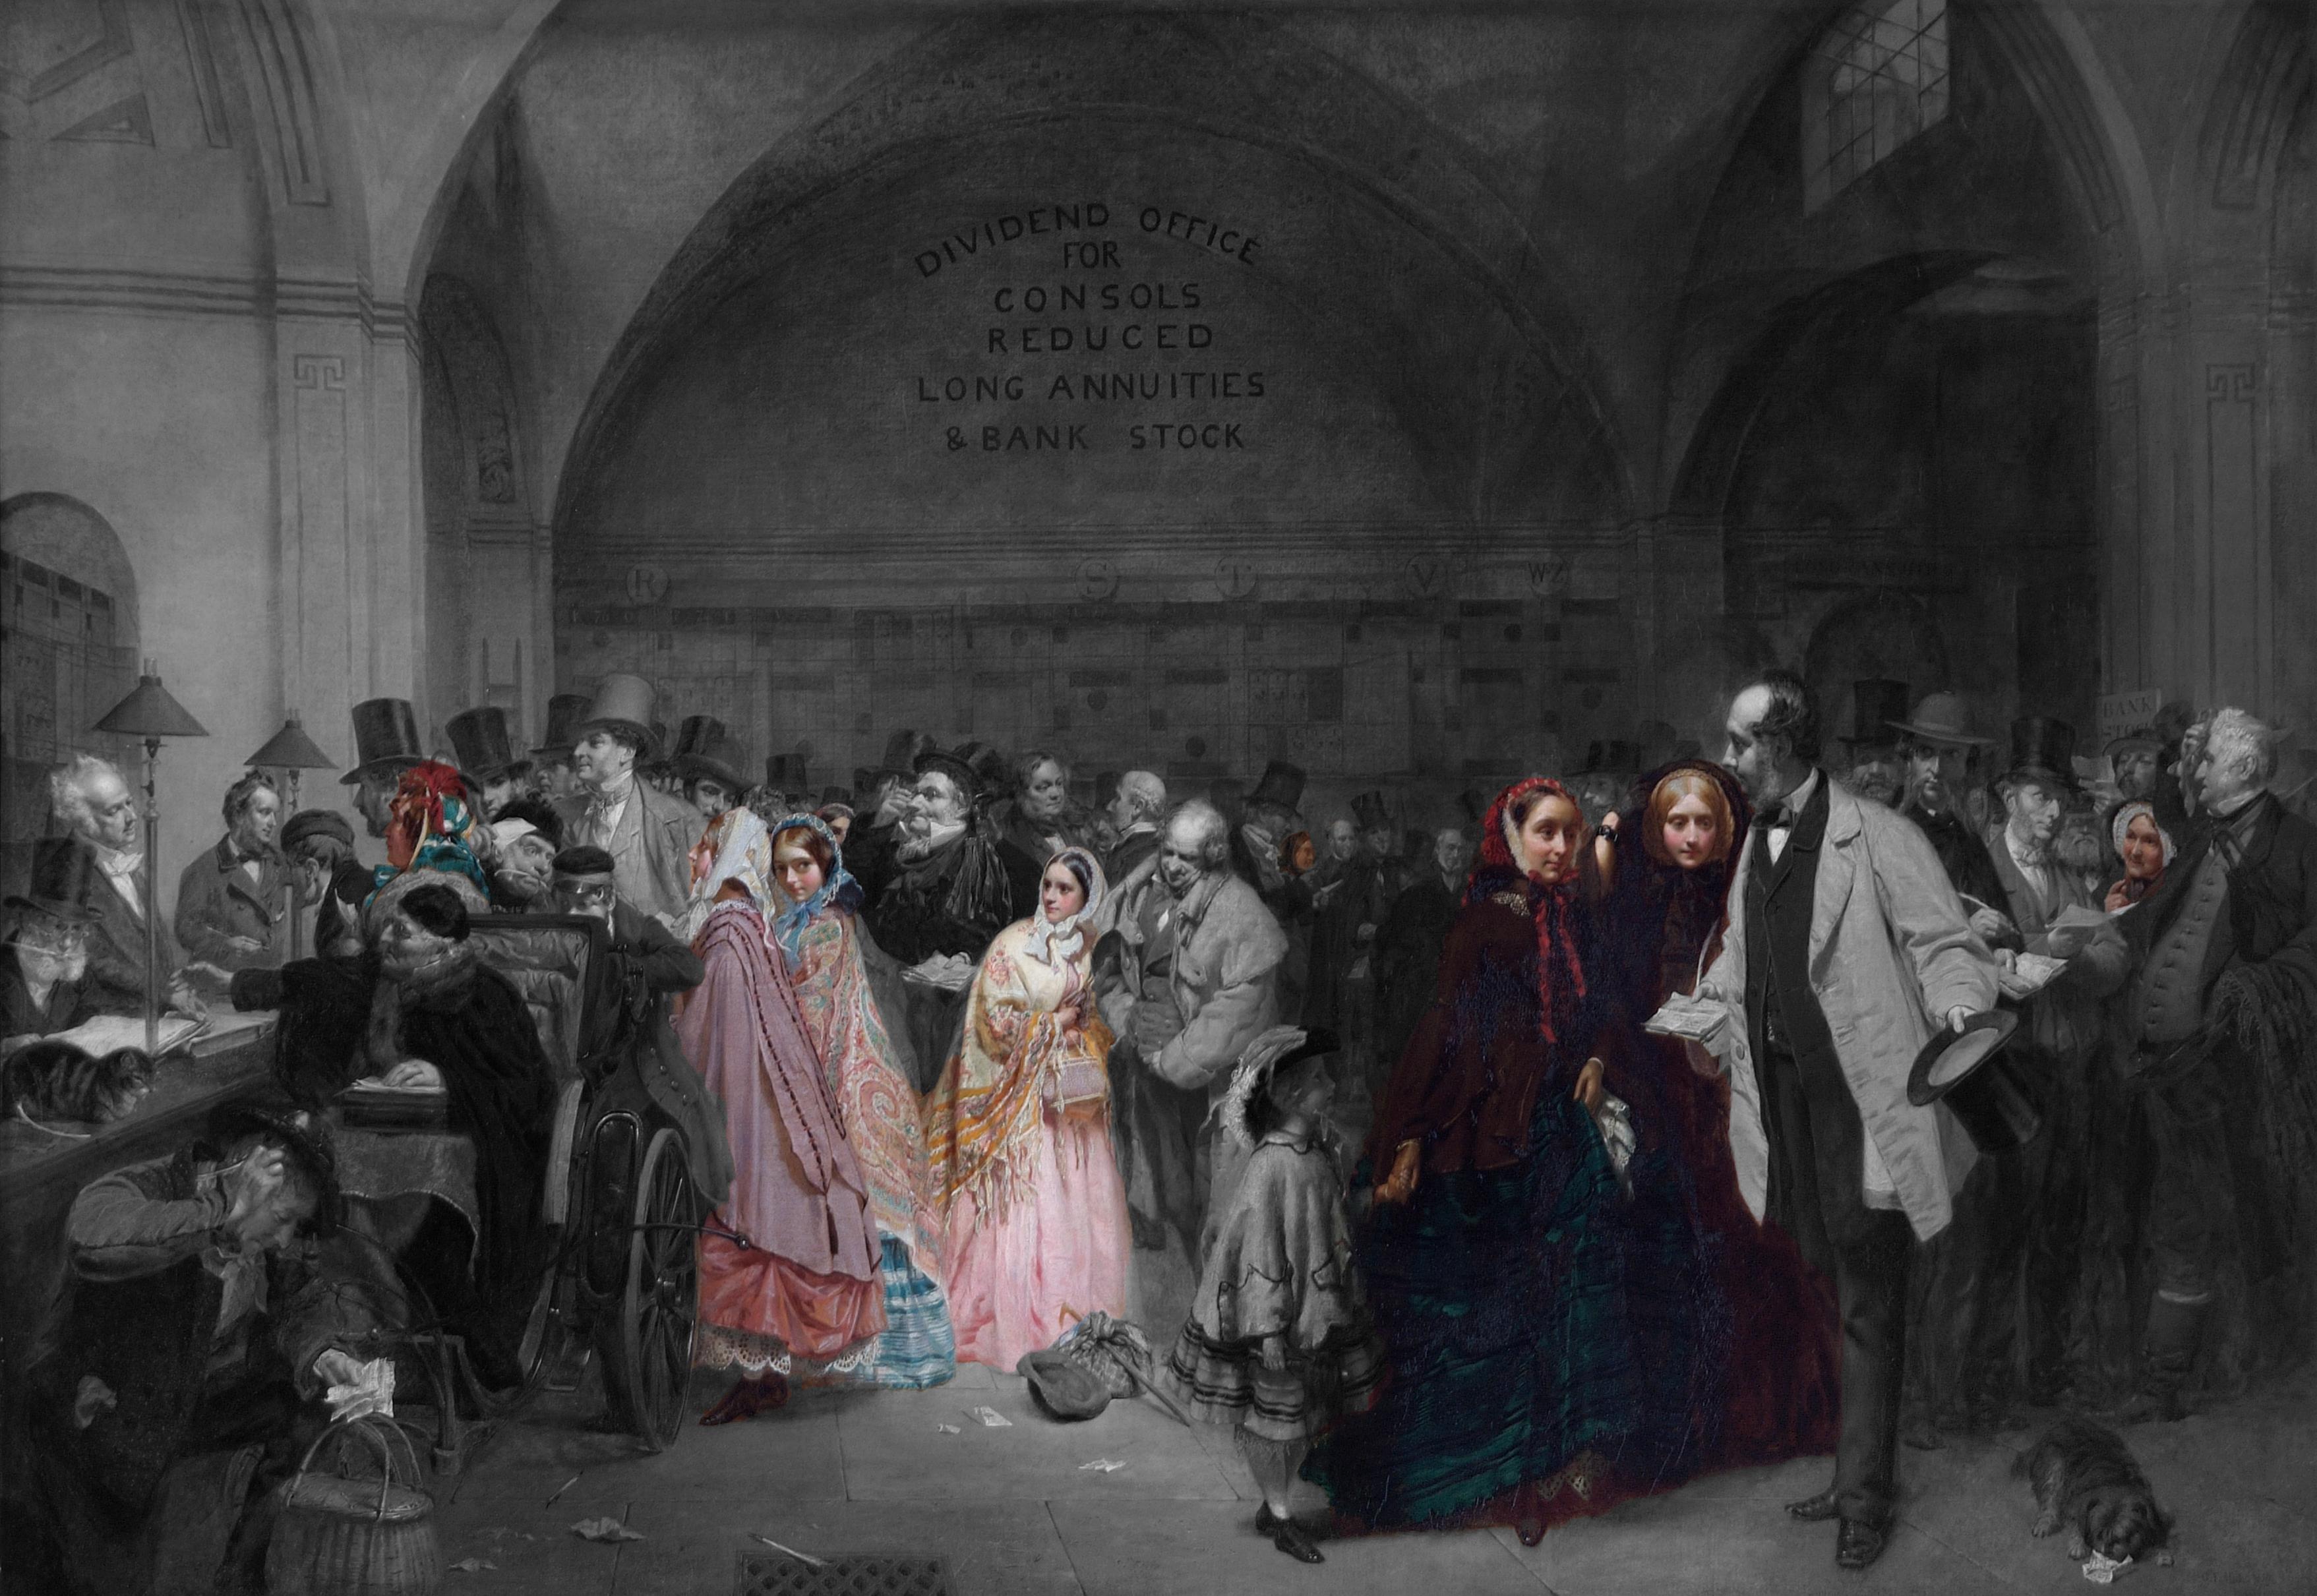 DIVIDEND OFFICE
FOR
CONSOLS
REDUCED
LONG ANNUITIES
& BANK STOCK
R S T V W-Z
BANK
STOCK